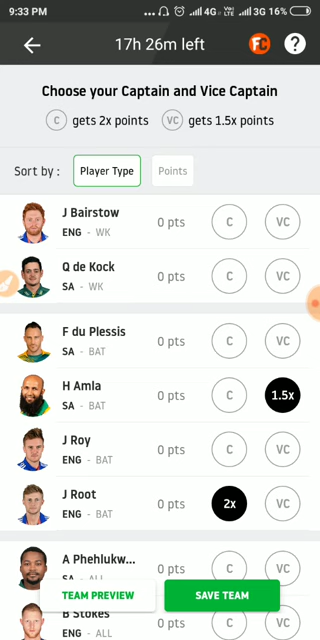 9:33 PM ... 4G VoLTE 3G 16%
17h 26m left FC ?
Choose your Captain and Vice Captain
C gets 2x points VC gets 1.5x points
Sort by : Player Type Points
J Bairstow
ENG - WK 0 pts C VC
Q de Kock
SA - WK 0 pts C VC
F du Plessis
SA - BAT 0 pts C VC
H Amla
SA - BAT 0 pts C 1.5x
J Roy
ENG - BAT 0 pts C VC
J Root
ENG - BAT 0 pts 2x VC
A Phehlukw...
SA - ALL 0 pts C VC
TEAM PREVIEW SAVE TEAM
B Stokes
ENG - ALL 0 pts C VC